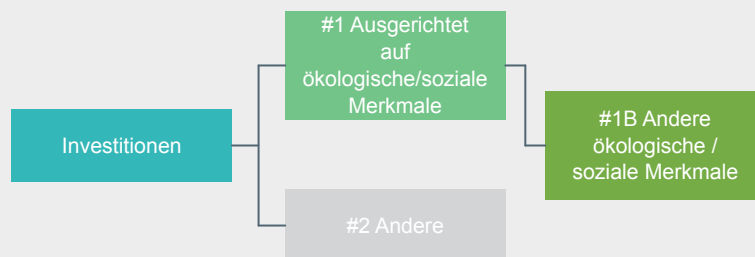 #1 Ausgerichtet
auf
ökologische/soziale
Merkmale
Investitionen
#1B Andere
ökologische /
soziale Merkmale
#2 Andere